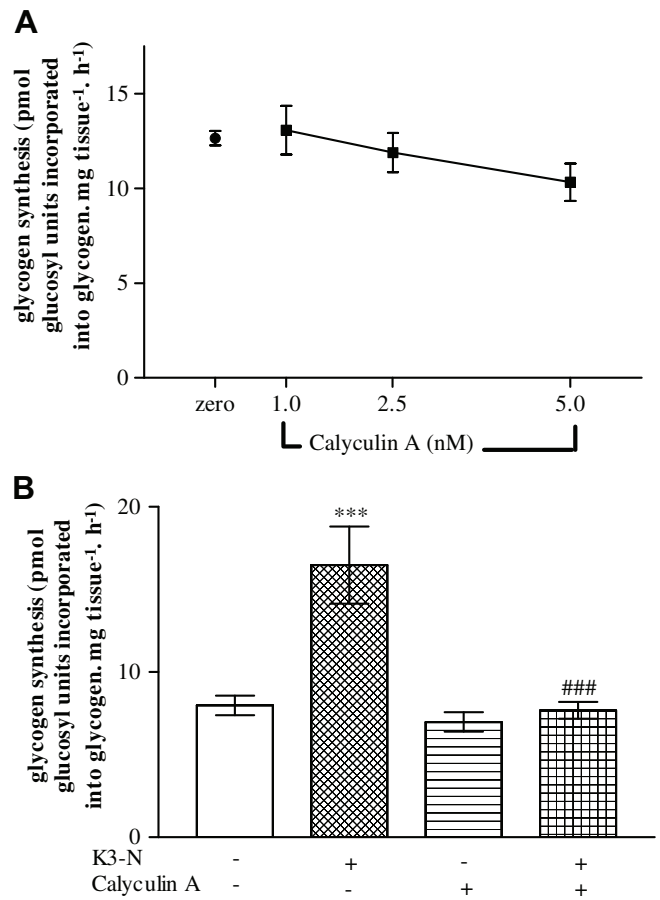 A
glycogen synthesis (pmol
glucosyl units incorporated
into glycogen. mg tissue-1. h-1)
15
10
5
0
zero 1.0 2.5 5.0
Calyculin A (nM)
B
glycogen synthesis (pmol
glucosyl units incorporated
into glycogen. mg tissue-1. h-1)
20
10
0
***
###
K3-N - + - +
Calyculin A - - + +